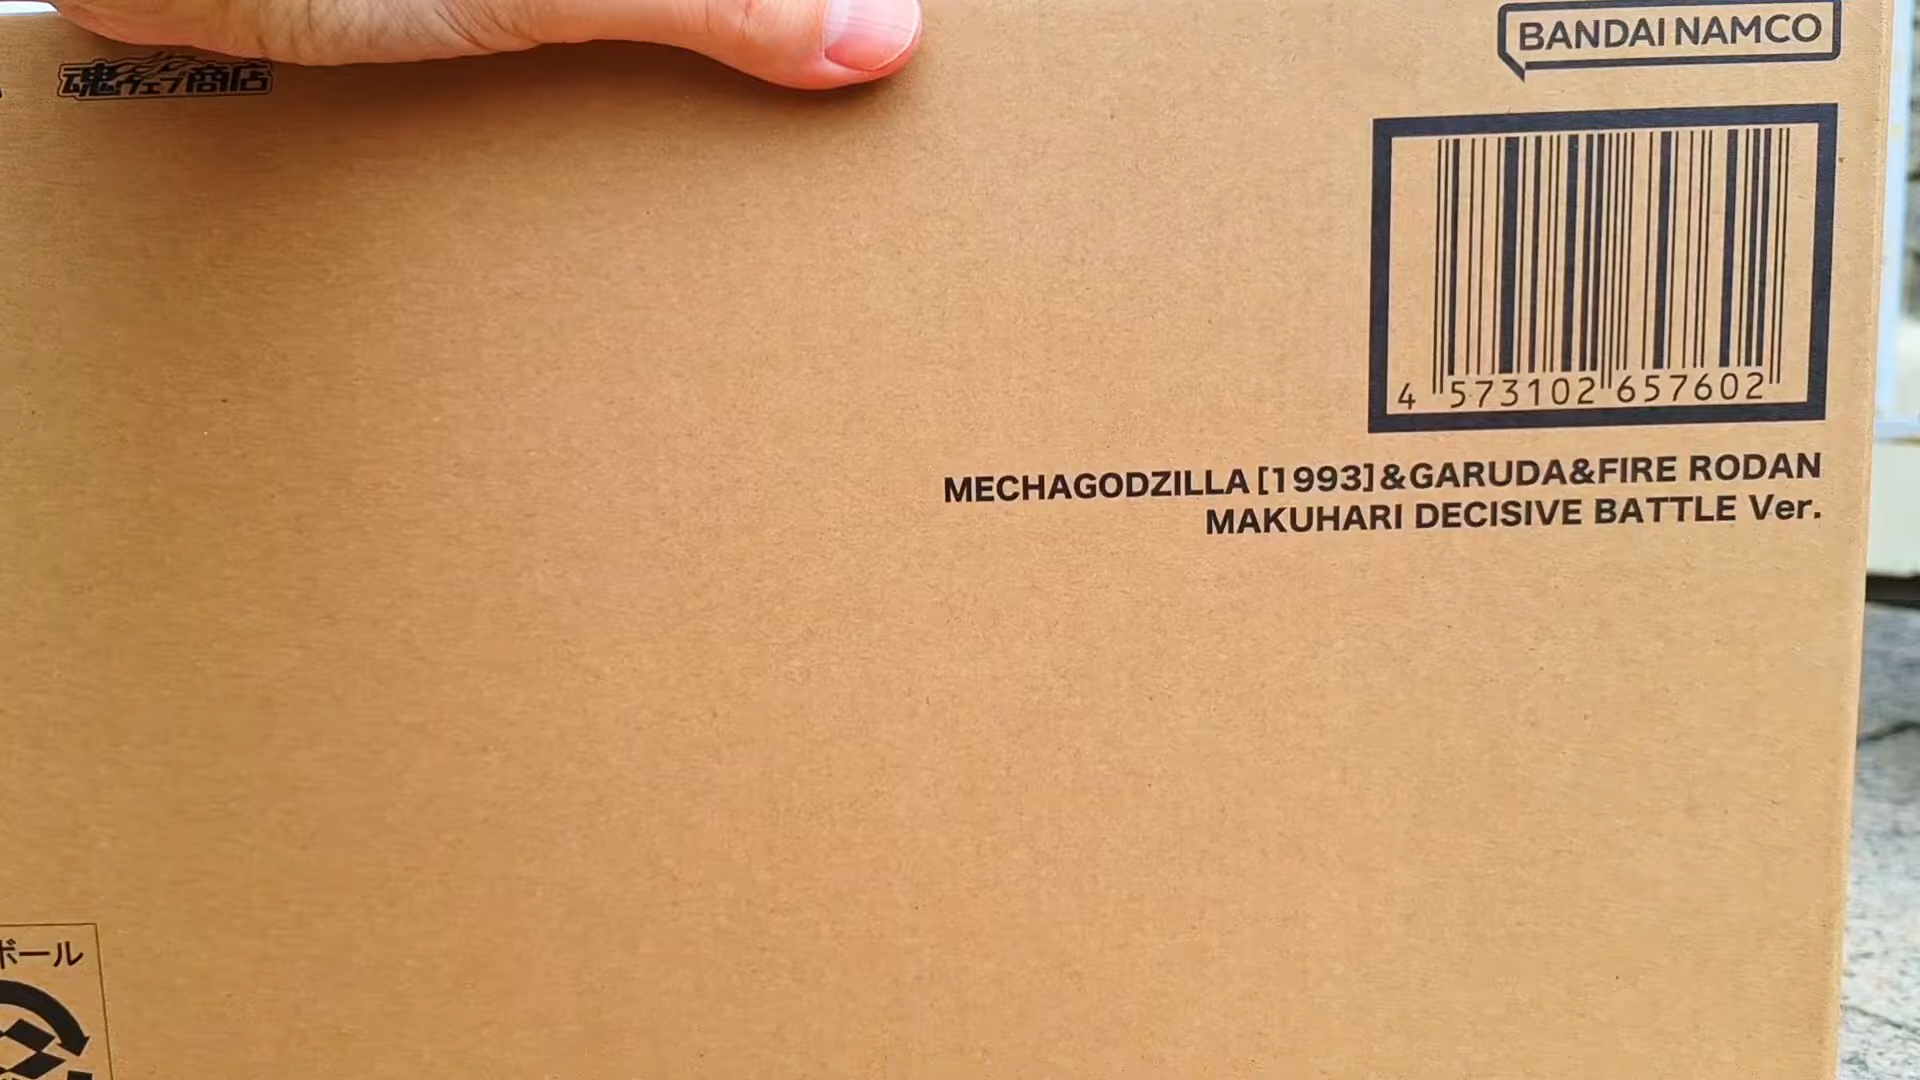 魂ウェブ商店
BANDAI NAMCO
4 573102 657602
MECHAGODZILLA[1993]&GARUDA&FIRE RODAN
MAKUHARI DECISIVE BATTLE Ver.
ボール